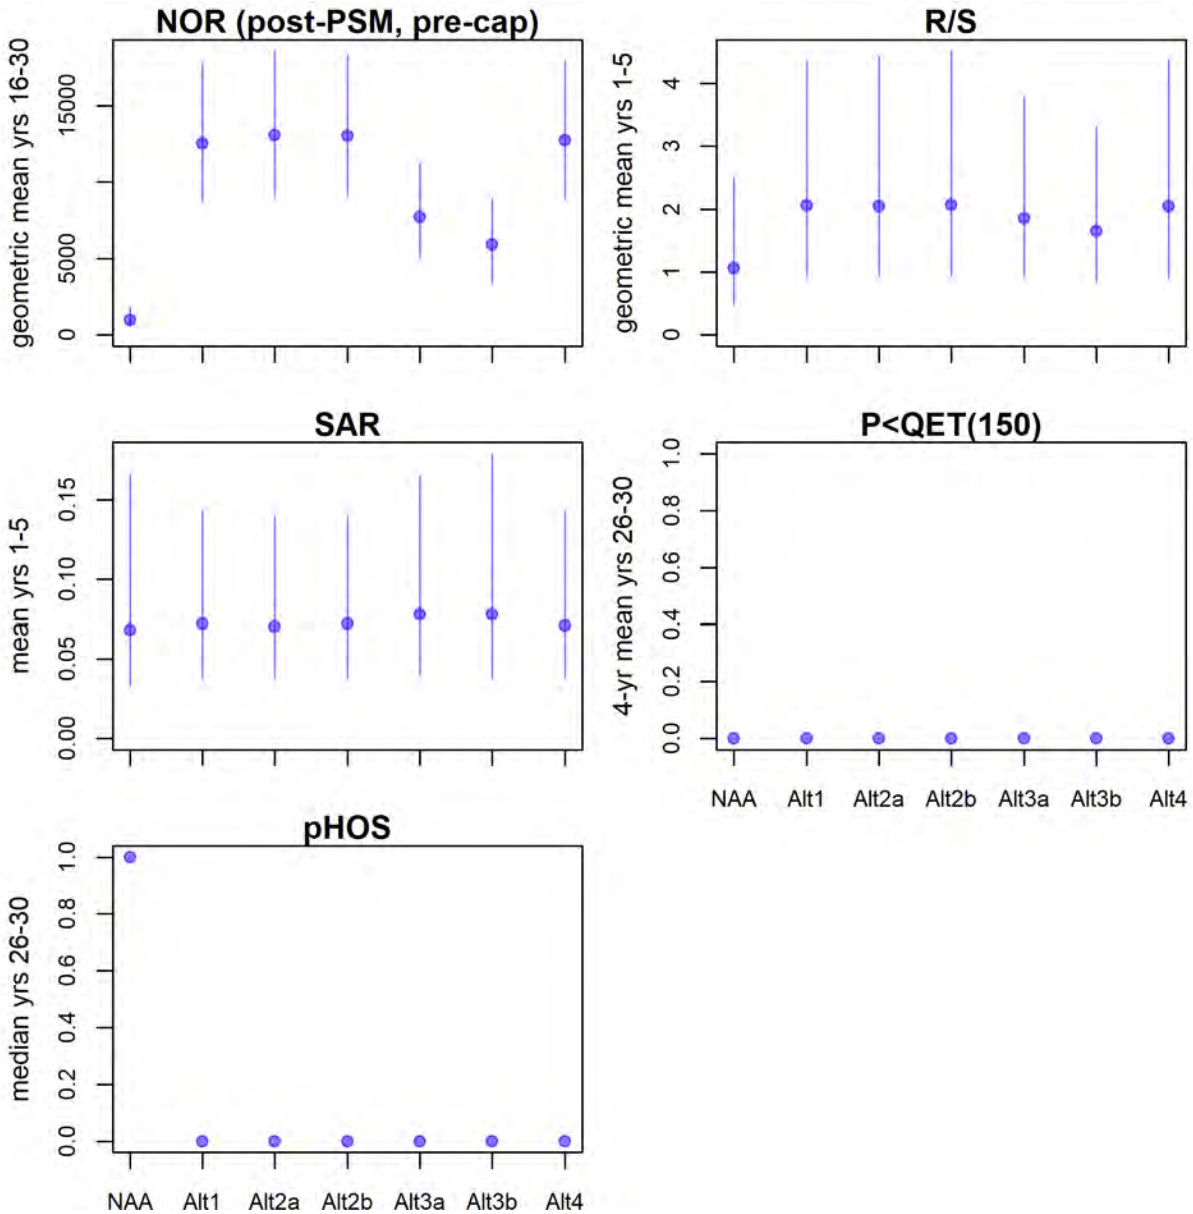 NOR (post-PSM, pre-cap)
geometric mean yrs 16-30
15000
5000
0
R/S
geometric mean yrs 1-5
4
3
2
1
0
SAR
mean yrs 1-5
0.15
0.10
0.05
0.00
P<QET(150)
4-yr mean yrs 26-30
1.0
0.8
0.6
0.4
0.2
0.0
NAA Alt1 Alt2a Alt2b Alt3a Alt3b Alt4
pHOS
median yrs 26-30
1.0
0.8
0.6
0.4
0.2
0.0
NAA Alt1 Alt2a Alt2b Alt3a Alt3b Alt4